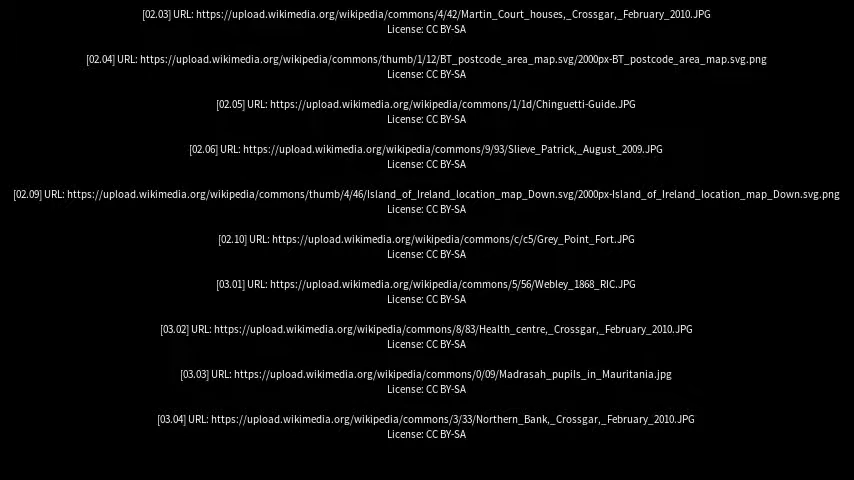 [02.03] URL: https://upload.wikimedia.org/wikipedia/commons/4/42/Martin_Court_houses,_Crossgar,_February_2010.JPG
License: CC BY-SA
[02.04] URL: https://upload.wikimedia.org/wikipedia/commons/thumb/1/12/BT_postcode_area_map.svg/2000px-BT_postcode_area_map.svg.png
License: CC BY-SA
[02.05] URL: https://upload.wikimedia.org/wikipedia/commons/1/1d/Chinguetti-Guide.JPG
License: CC BY-SA
[02.06] URL: https://upload.wikimedia.org/wikipedia/commons/9/93/Slieve_Patrick,_August_2009.JPG
License: CC BY-SA
[02.09] URL: https://upload.wikimedia.org/wikipedia/commons/thumb/4/46/Island_of_Ireland_location_map_Down.svg/2000px-Island_of_Ireland_location_map_Down.svg.png
License: CC BY-SA
[02.10] URL: https://upload.wikimedia.org/wikipedia/commons/c/c5/Grey_Point_Fort.JPG
License: CC BY-SA
[03.01] URL: https://upload.wikimedia.org/wikipedia/commons/5/56/Webley_1868_RIC.JPG
License: CC BY-SA
[03.02] URL: https://upload.wikimedia.org/wikipedia/commons/8/83/Health_centre,_Crossgar,_February_2010.JPG
License: CC BY-SA
[03.03] URL: https://upload.wikimedia.org/wikipedia/commons/0/09/Madrasah_pupils_in_Mauritania.jpg
License: CC BY-SA
[03.04] URL: https://upload.wikimedia.org/wikipedia/commons/3/33/Northern_Bank,_Crossgar,_February_2010.JPG
License: CC BY-SA